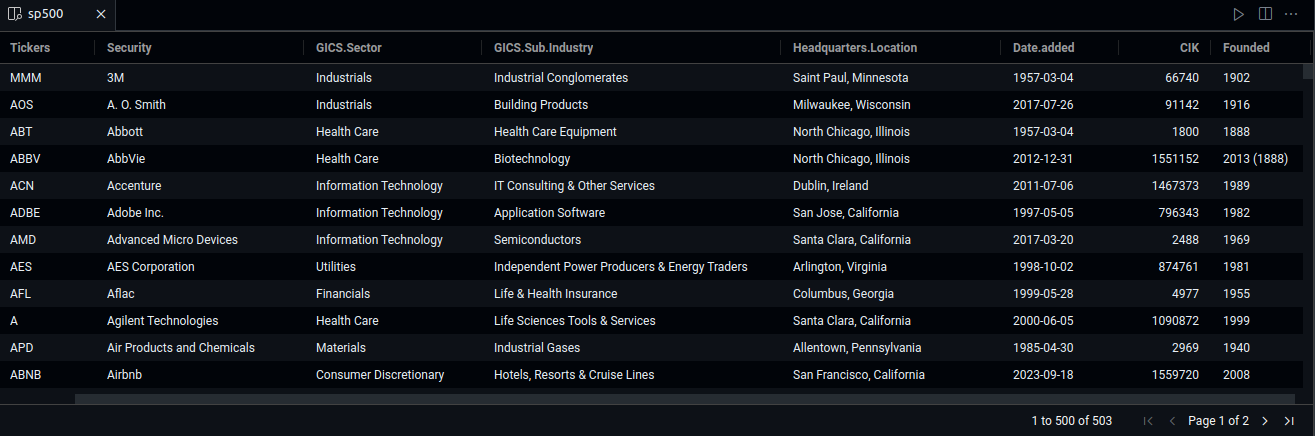 sp500
Tickers Security GICS.Sector GICS.Sub.Industry Headquarters.Location Date.added CIK Founded
MMM 3M Industrials Industrial Conglomerates Saint Paul, Minnesota 1957-03-04 66740 1902
AOS A. O. Smith Industrials Building Products Milwaukee, Wisconsin 2017-07-26 91142 1916
ABT Abbott Health Care Health Care Equipment North Chicago, Illinois 1957-03-04 1800 1888
ABBV AbbVie Health Care Biotechnology North Chicago, Illinois 2012-12-31 1551152 2013 (1888)
ACN Accenture Information Technology IT Consulting & Other Services Dublin, Ireland 2011-07-06 1467373 1989
ADBE Adobe Inc. Information Technology Application Software San Jose, California 1997-05-05 796343 1982
AMD Advanced Micro Devices Information Technology Semiconductors Santa Clara, California 2017-03-20 2488 1969
AES AES Corporation Utilities Independent Power Producers & Energy Traders Arlington, Virginia 1998-10-02 874761 1981
AFL Aflac Financials Life & Health Insurance Columbus, Georgia 1999-05-28 4977 1955
A Agilent Technologies Health Care Life Sciences Tools & Services Santa Clara, California 2000-06-05 1090872 1999
APD Air Products and Chemicals Materials Industrial Gases Allentown, Pennsylvania 1985-04-30 2969 1940
ABNB Airbnb Consumer Discretionary Hotels, Resorts & Cruise Lines San Francisco, California 2023-09-18 1559720 2008
1 to 500 of 503 Page 1 of 2